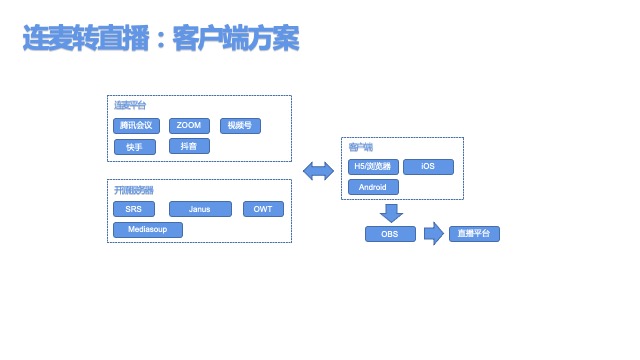 连麦转直播：客户端方案
连麦平台
腾讯会议 ZOOM 视频号
快手 抖音
开源服务器
SRS Janus OWT
Mediasoup
客户端
H5/浏览器 iOS
Android
OBS 直播平台